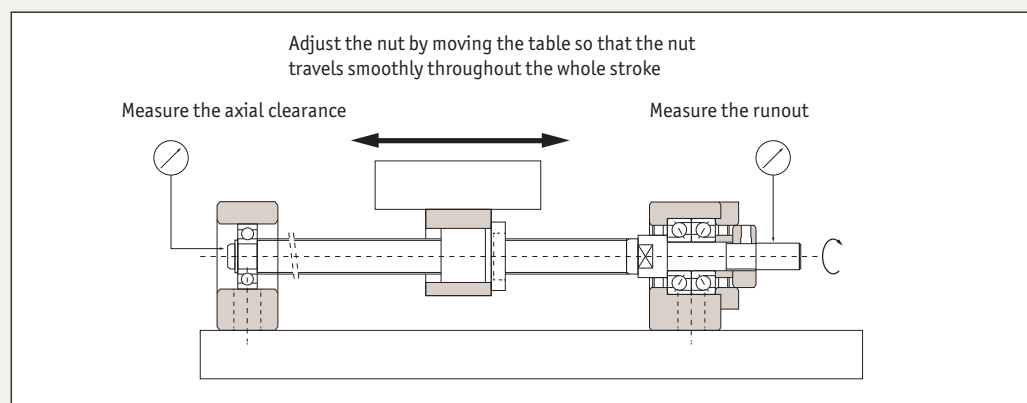 Adjust the nut by moving the table so that the nut
travels smoothly throughout the whole stroke
Measure the axial clearance
Measure the runout